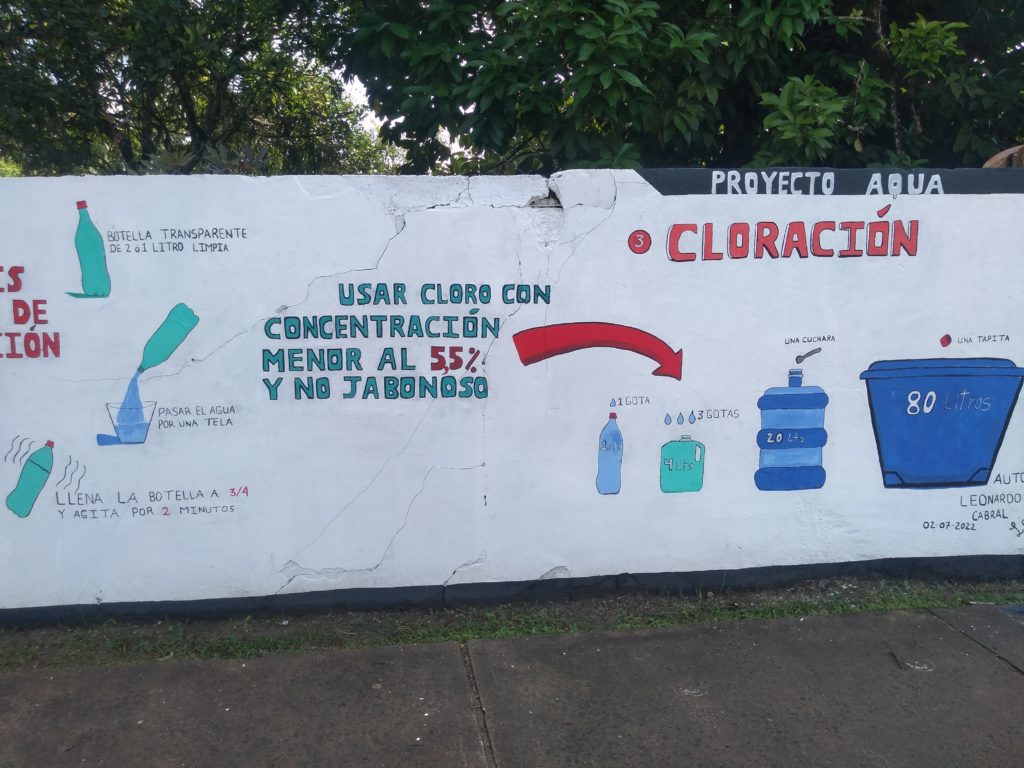 PROYECTO AQUA
IS
DE
CIÓN
BOTELLA TRANSPARENTE
DE 2 ó 1 LITRO LIMPIA
PASAR EL AGUA
POR UNA TELA
LLENA LA BOTELLA A 3/4
Y AGITA POR 2 MINUTOS
USAR CLORO CON
CONCENTRACIÓN
MENOR AL 5,5%
Y NO JABONOSO
3 CLORACIÓN
1 GOTA
3 GOTAS
4 Lts
UNA CUCHARA
20 Lts
UNA TAPITA
80 Litros
AUTO
LEONARDO
CABRAL
02-07-2022